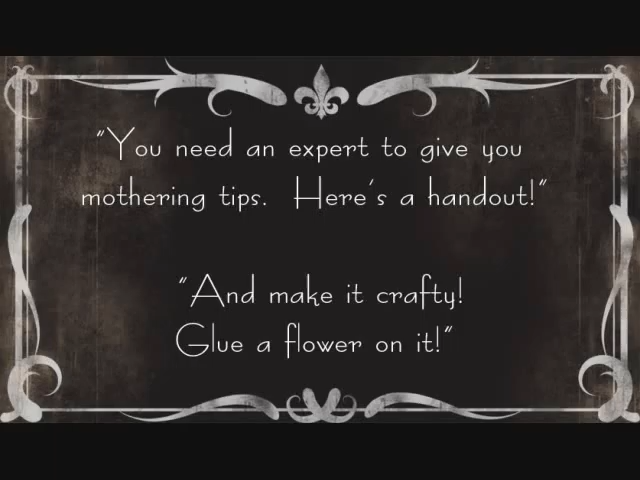 "You need an expert to give you
mothering tips.  Here's a handout!"
"And make it crafty!
Glue a flower on it!"